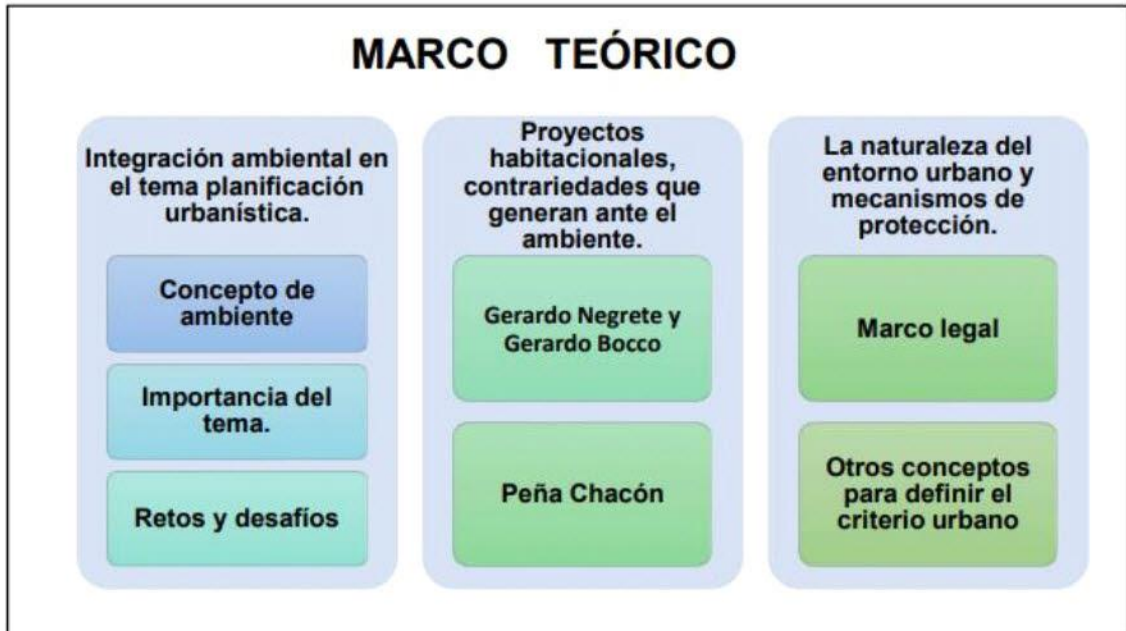 MARCO TEÓRICO
Integración ambiental en
el tema planificación
urbanística.
Concepto de
ambiente
Importancia del
tema.
Retos y desafíos
Proyectos
habitacionales,
contrariedades que
generan ante el
ambiente.
Gerardo Negrete y
Gerardo Bocco
Peña Chacón
La naturaleza del
entorno urbano y
mecanismos de
protección.
Marco legal
Otros conceptos
para definir el
criterio urbano